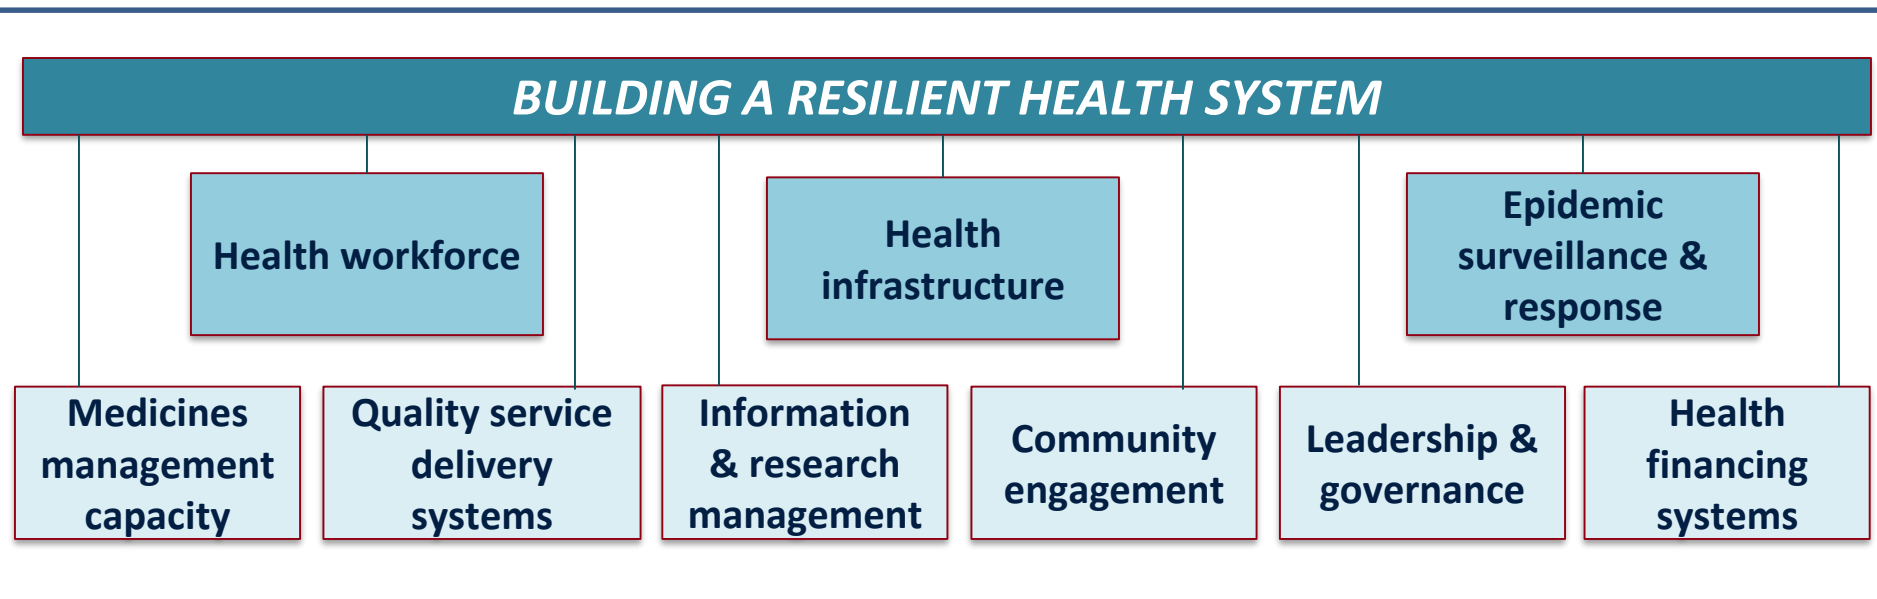 BUILDING A RESILIENT HEALTH SYSTEM
Health workforce
Health
infrastructure
Epidemic
surveillance &
response
Medicines
management
capacity
Quality service
delivery
systems
Information
& research
management
Community
engagement
Leadership &
governance
Health
financing
systems